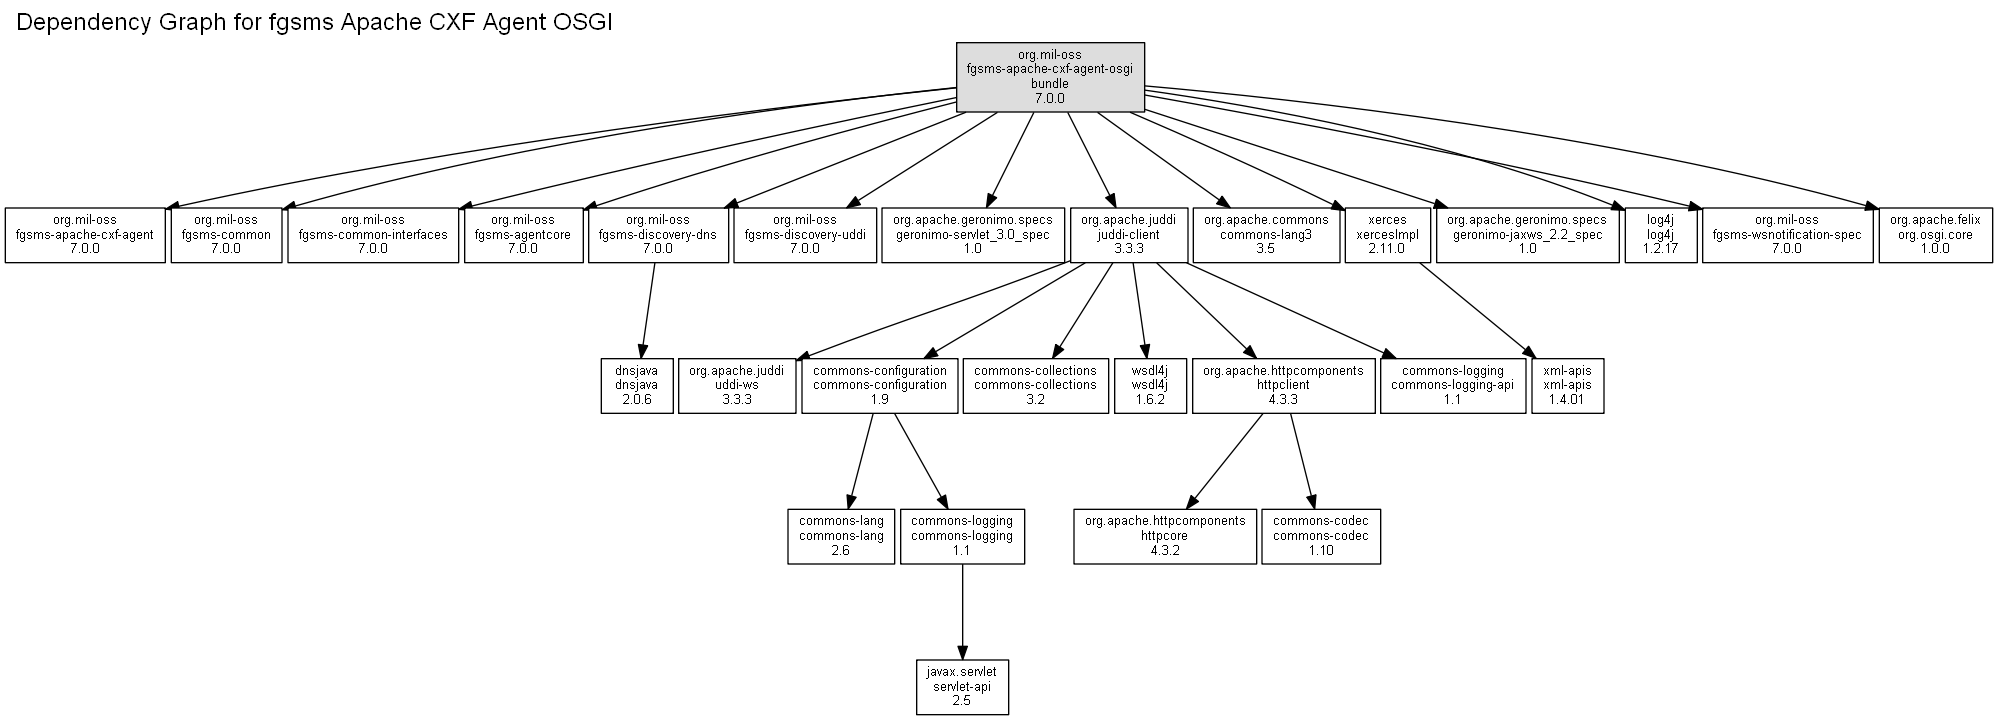 Dependency Graph for fgsms Apache CXF Agent OSGI
org.mil-oss
fgsms-apache-cxf-agent-osgi
bundle
7.0.0
org.mil-oss
fgsms-apache-cxf-agent
7.0.0
org.mil-oss
fgsms-common
7.0.0
org.mil-oss
fgsms-common-interfaces
7.0.0
org.mil-oss
fgsms-agentcore
7.0.0
org.mil-oss
fgsms-discovery-dns
7.0.0
org.mil-oss
fgsms-discovery-uddi
7.0.0
org.apache.geronimo.specs
geronimo-servlet_3.0_spec
1.0
org.apache.juddi
juddi-client
3.3.3
org.apache.commons
commons-lang3
3.5
xerces
xercesImpl
2.11.0
org.apache.geronimo.specs
geronimo-jaxws_2.2_spec
1.0
log4j
log4j
1.2.17
org.mil-oss
fgsms-wsnotification-spec
7.0.0
org.apache.felix
org.osgi.core
1.0.0
dnsjava
dnsjava
2.0.6
org.apache.juddi
uddi-ws
3.3.3
commons-configuration
commons-configuration
1.9
commons-collections
commons-collections
3.2
wsdl4j
wsdl4j
1.6.2
org.apache.httpcomponents
httpclient
4.3.3
commons-logging
commons-logging-api
1.1
xml-apis
xml-apis
1.4.01
commons-lang
commons-lang
2.6
commons-logging
commons-logging
1.1
org.apache.httpcomponents
httpcore
4.3.2
commons-codec
commons-codec
1.10
javax.servlet
servlet-api
2.5